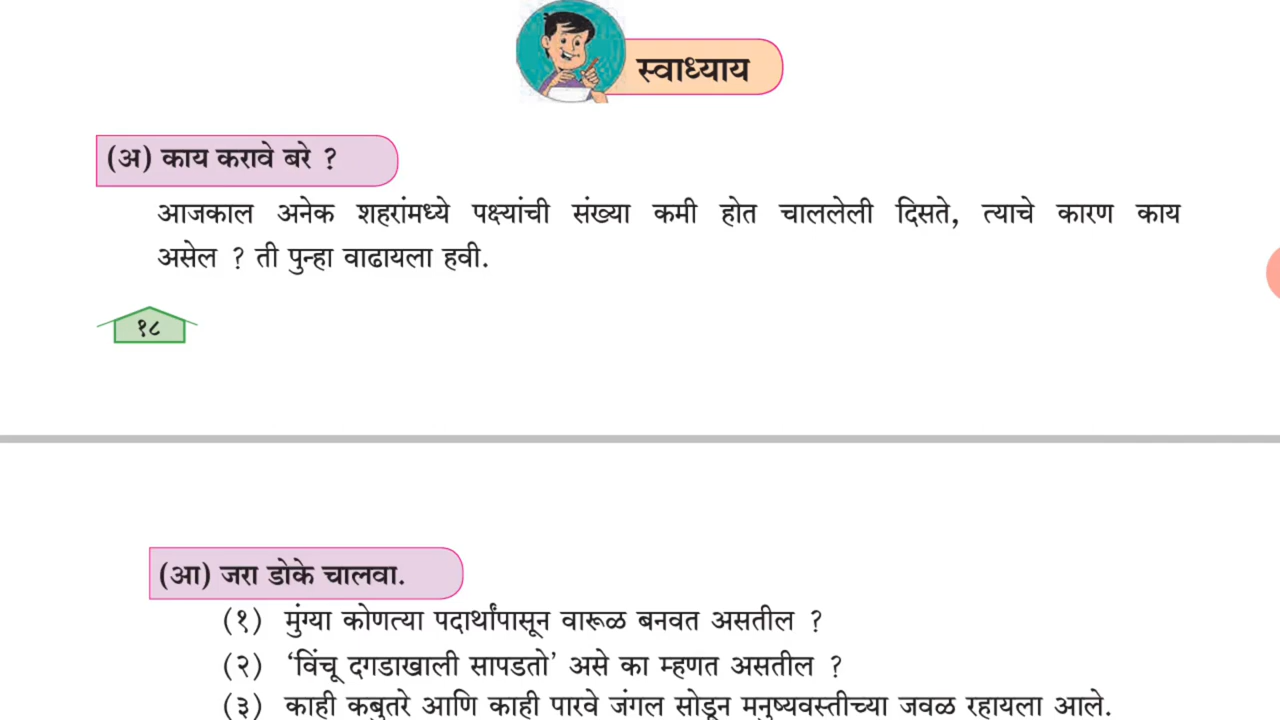 स्वाध्याय
(अ) काय करावे बरे ?
आजकाल अनेक शहरांमध्ये पक्ष्यांची संख्या कमी होत चाललेली दिसते, त्याचे कारण काय
असेल ? ती पुन्हा वाढायला हवी.
१८
(आ) जरा डोके चालवा.
(१) मुंग्या कोणत्या पदार्थांपासून वारूळ बनवत असतील ?
(२) ‘विंचू दगडाखाली सापडतो’ असे का म्हणत असतील ?
(३) काही कबुतरे आणि काही पारवे जंगल सोडून मनुष्यवस्तीच्या जवळ रहायला आले.